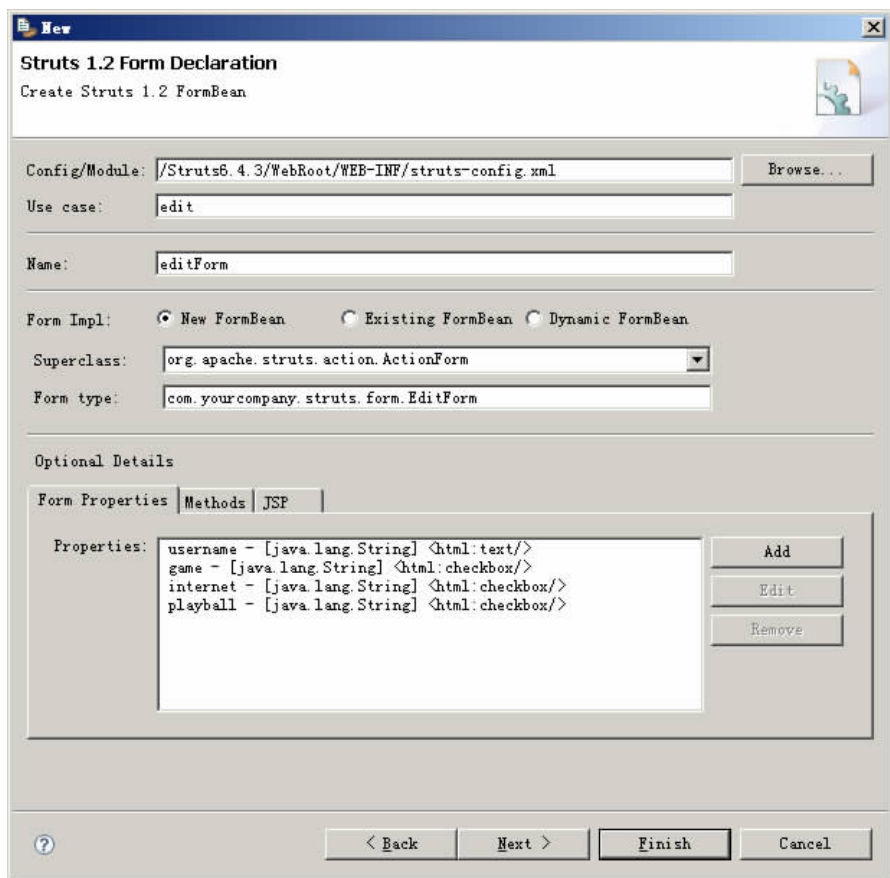 New
Struts 1.2 Form Declaration
Create Struts 1.2 FormBean
Config/Module: /Struts6.4.3/WebRoot/WEB-INF/struts-config.xml Browse...
Use case: edit
Name: editForm
Form Impl: New FormBean Existing FormBean Dynamic FormBean
Superclass: org.apache.struts.action.ActionForm
Form type: com.yourcompany.struts.form.EditForm
Optional Details
Form Properties Methods JSP
Properties: username - [java.lang.String] <html:text/> Add
game - [java.lang.String] <html:checkbox/>
internet - [java.lang.String] <html:checkbox/> Edit
playball - [java.lang.String] <html:checkbox/>
Remove
? < Back Next > Finish Cancel